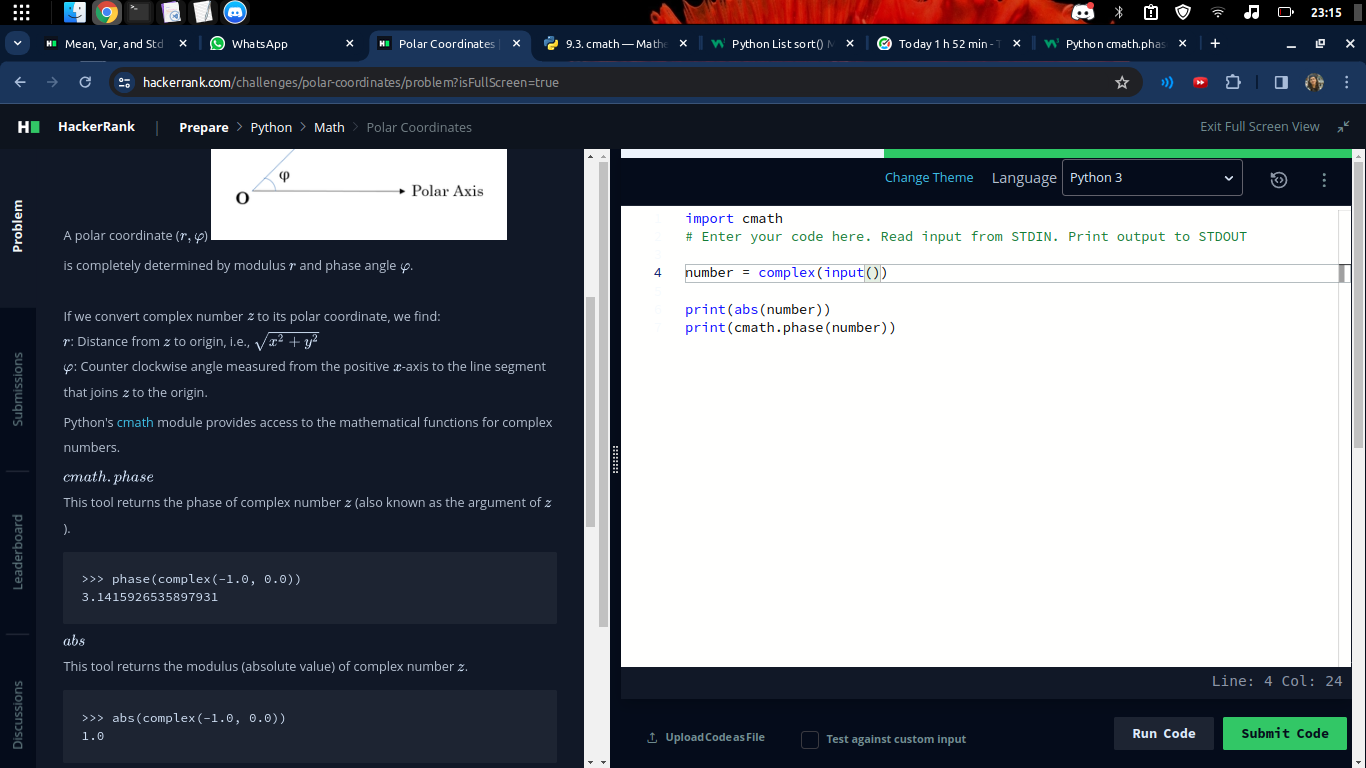 23:15
Mean, Var, and Std
WhatsApp
Polar Coordinates
9.3. cmath — Mathe
Python List sort() M
Today 1 h 52 min - T
Python cmath.phas
hackerrank.com/challenges/polar-coordinates/problem?isFullScreen=true
H HackerRank | Prepare > Python > Math > Polar Coordinates
Exit Full Screen View
Problem
Submissions
Leaderboard
Discussions
φ
O
Polar Axis
A polar coordinate (r, φ)
is completely determined by modulus r and phase angle φ.
If we convert complex number z to its polar coordinate, we find:
r: Distance from z to origin, i.e., √x² + y²
φ: Counter clockwise angle measured from the positive x-axis to the line segment
that joins z to the origin.
Python's cmath module provides access to the mathematical functions for complex
numbers.
cmath.phase
This tool returns the phase of complex number z (also known as the argument of z
).
>>> phase(complex(-1.0, 0.0))
3.1415926535897931
abs
This tool returns the modulus (absolute value) of complex number z.
>>> abs(complex(-1.0, 0.0))
1.0
Change Theme Language Python 3
import cmath
# Enter your code here. Read input from STDIN. Print output to STDOUT
4 number = complex(input())
print(abs(number))
print(cmath.phase(number))
Line: 4 Col: 24
Upload Code as File
Test against custom input
Run Code
Submit Code